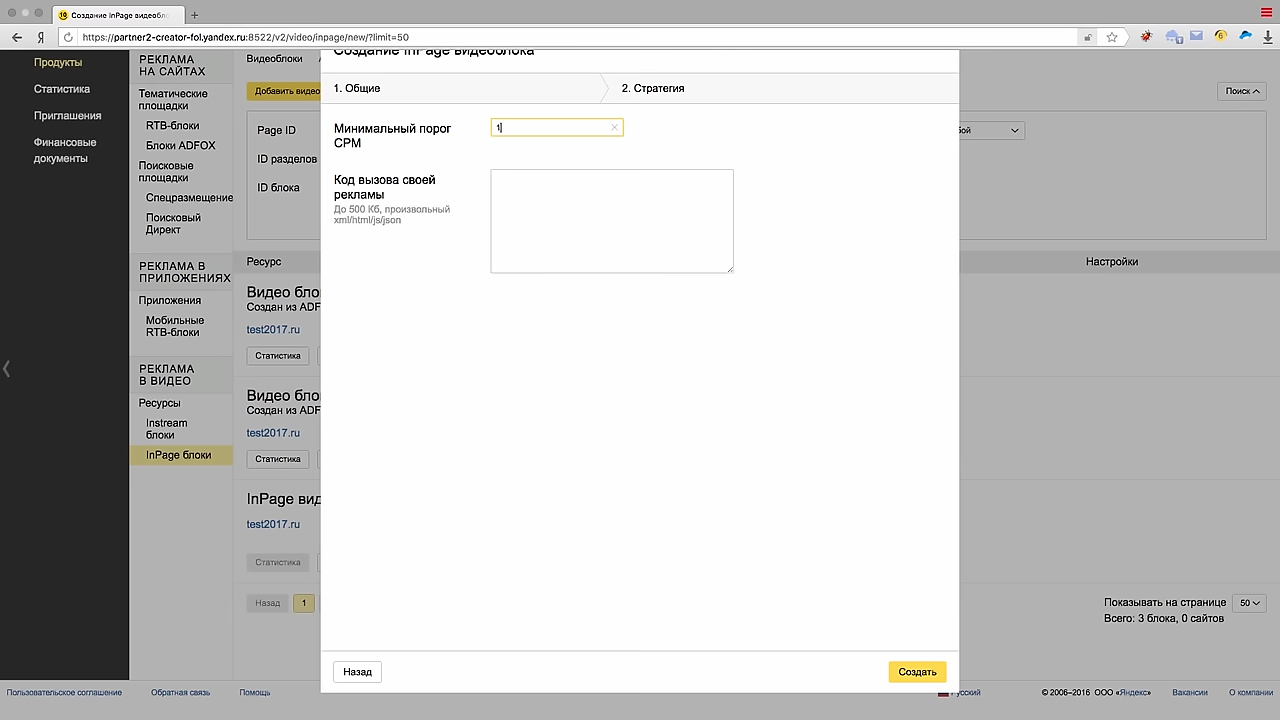 Создание InPage видеобло
https://partner2-creator-fol.yandex.ru:8522/v2/video/inpage/new/?limit=50
Продукты
Статистика
Приглашения
Финансовые
документы
РЕКЛАМА
НА САЙТАХ
Тематические
площадки
RTB-блоки
Блоки ADFOX
Поисковые
площадки
Спецразмещение
Поисковый
Директ
РЕКЛАМА В
ПРИЛОЖЕНИЯХ
Приложения
Мобильные
RTB-блоки
РЕКЛАМА
В ВИДЕО
Ресурсы
Instream
блоки
InPage блоки
Видеоблоки
Добавить видео
Поиск
Page ID
бой
ID разделов
ID блока
Ресурс
Настройки
Видео бло
Создан из ADF
test2017.ru
Статистика
Видео бло
Создан из ADFO
test2017.ru
Статистика
InPage вид
test2017.ru
Статистика
Назад
1
Показывать на странице
50
Всего: 3 блока, 0 сайтов
Создание InPage видеоблока
1. Общие
2. Стратегия
Минимальный порог
CPM
1
Код вызова своей
рекламы
До 500 Кб, произвольный
xml/html/js/json
Назад
Создать
Пользовательское соглашение
Обратная связь
Помощь
Русский
© 2006–2016 ООО «Яндекс»
Вакансии
О компании